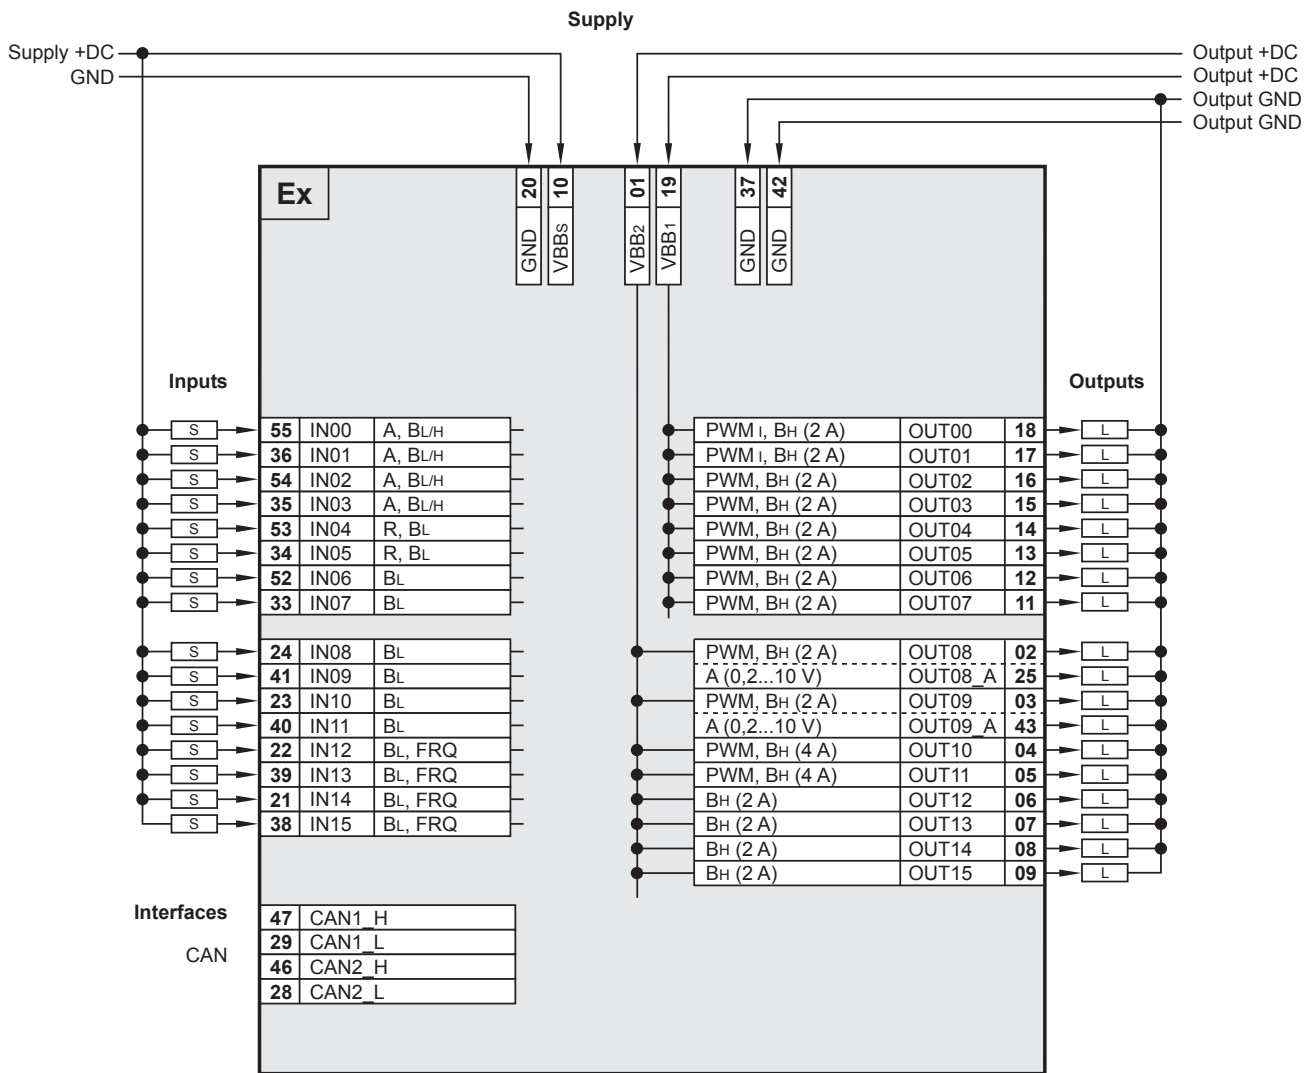 Supply
Supply +DC
GND
Output +DC
Output +DC
Output GND
Output GND
Ex
20 GND
10 VBBS
01 VBB2
19 VBB1
37 GND
42 GND
Inputs
Outputs
S 55 IN00 A, BL/H
S 36 IN01 A, BL/H
S 54 IN02 A, BL/H
S 35 IN03 A, BL/H
S 53 IN04 R, BL
S 34 IN05 R, BL
S 52 IN06 BL
S 33 IN07 BL
S 24 IN08 BL
S 41 IN09 BL
S 23 IN10 BL
S 40 IN11 BL
S 22 IN12 BL, FRQ
S 39 IN13 BL, FRQ
S 21 IN14 BL, FRQ
S 38 IN15 BL, FRQ
PWM I, BH (2 A) OUT00 18 L
PWM I, BH (2 A) OUT01 17 L
PWM, BH (2 A) OUT02 16 L
PWM, BH (2 A) OUT03 15 L
PWM, BH (2 A) OUT04 14 L
PWM, BH (2 A) OUT05 13 L
PWM, BH (2 A) OUT06 12 L
PWM, BH (2 A) OUT07 11 L
PWM, BH (2 A) OUT08 02 L
A (0,2...10 V) OUT08_A 25 L
PWM, BH (2 A) OUT09 03 L
A (0,2...10 V) OUT09_A 43 L
PWM, BH (4 A) OUT10 04 L
PWM, BH (4 A) OUT11 05 L
BH (2 A) OUT12 06 L
BH (2 A) OUT13 07 L
BH (2 A) OUT14 08 L
BH (2 A) OUT15 09 L
Interfaces
CAN
47 CAN1_H
29 CAN1_L
46 CAN2_H
28 CAN2_L